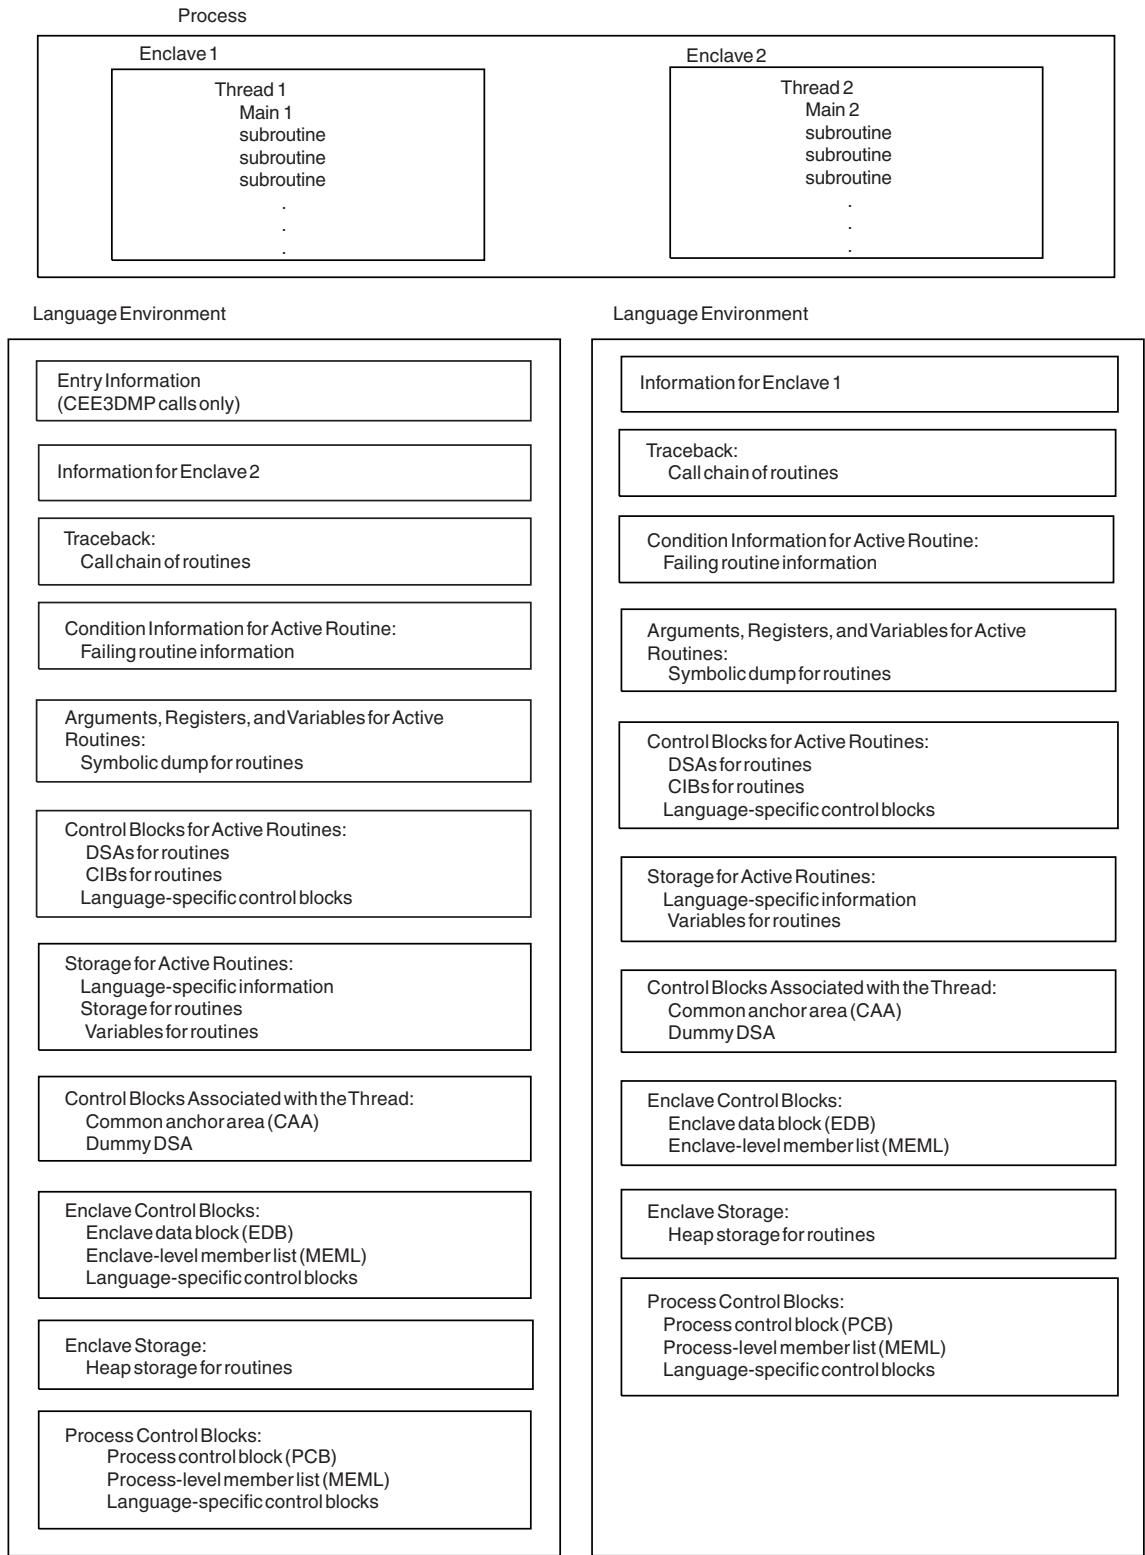 Process
Enclave 1
Thread 1
Main 1
subroutine
subroutine
subroutine
.
.
.
Enclave 2
Thread 2
Main 2
subroutine
subroutine
subroutine
.
.
.
Language Environment
Entry Information
(CEE3DMP calls only)
Information for Enclave 2
Traceback:
Call chain of routines
Condition Information for Active Routine:
Failing routine information
Arguments, Registers, and Variables for Active
Routines:
Symbolic dump for routines
Control Blocks for Active Routines:
DSAs for routines
CIBs for routines
Language-specific control blocks
Storage for Active Routines:
Language-specific information
Storage for routines
Variables for routines
Control Blocks Associated with the Thread:
Common anchor area (CAA)
Dummy DSA
Enclave Control Blocks:
Enclave data block (EDB)
Enclave-level member list (MEML)
Language-specific control blocks
Enclave Storage:
Heap storage for routines
Process Control Blocks:
Process control block (PCB)
Process-level member list (MEML)
Language-specific control blocks
Language Environment
Information for Enclave 1
Traceback:
Call chain of routines
Condition Information for Active Routine:
Failing routine information
Arguments, Registers, and Variables for Active
Routines:
Symbolic dump for routines
Control Blocks for Active Routines:
DSAs for routines
CIBs for routines
Language-specific control blocks
Storage for Active Routines:
Language-specific information
Variables for routines
Control Blocks Associated with the Thread:
Common anchor area (CAA)
Dummy DSA
Enclave Control Blocks:
Enclave data block (EDB)
Enclave-level member list (MEML)
Enclave Storage:
Heap storage for routines
Process Control Blocks:
Process control block (PCB)
Process-level member list (MEML)
Language-specific control blocks